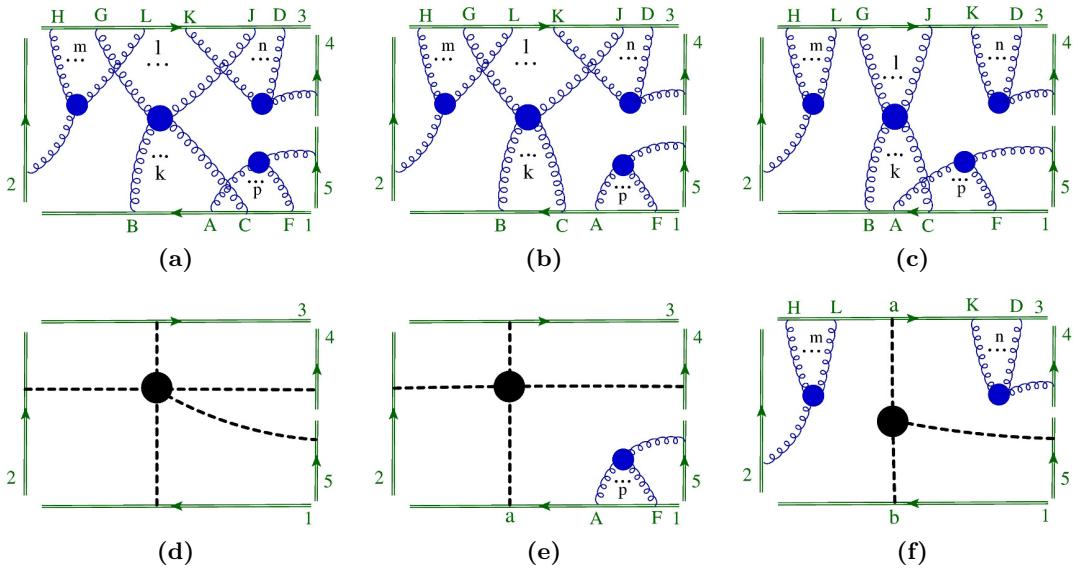 H G L K J D 3
m l n
... ... ...
4
2
... k
... p
5
B A C F 1
H G L K J D 3
m l n
... ... ...
4
2
... k
... p
5
B C A F 1
H L G J K D 3
m l n
... ... ...
4
2
... k
... p
5
B A C F 1
(a) (b) (c)
3
4
2
5
1
3
4
2
... p
5
a A F 1
H L a K D 3
m n
... ...
4
2
5
b 1
(d) (e) (f)